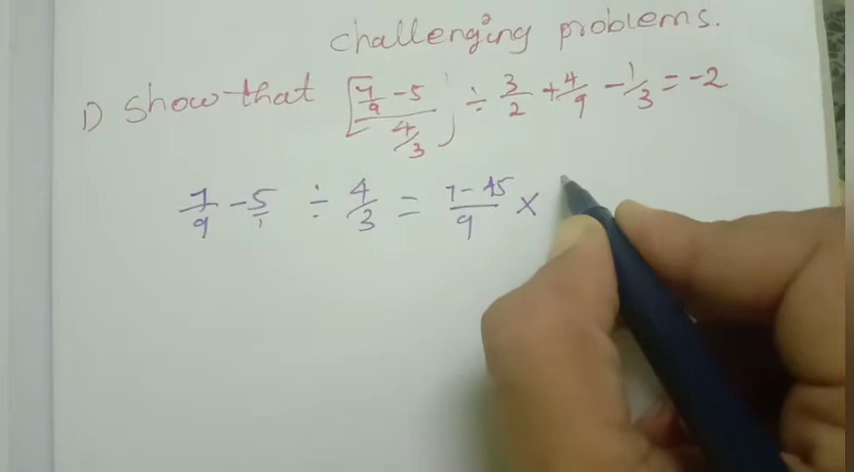 challenging problems.
1) Show that [7/9 - 5 / 4/3] ÷ 3/2 + 4/9 - 1/3 = -2
7/9 - 5/1 ÷ 4/3 = 7 - 45/9 ×